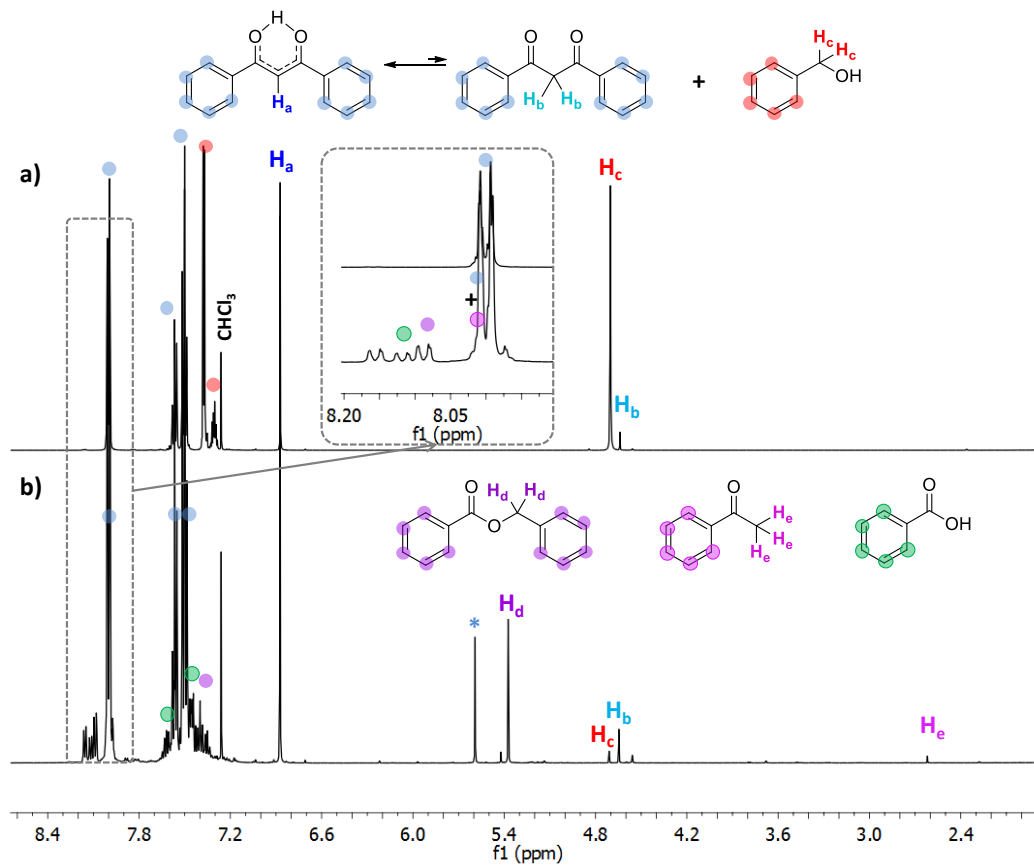 H
O O
O O
Hc
Hc
OH
Ha
Hb Hb
+
a)
Ha
Hc
CHCl3
+
Hb
8.20 8.05
f1 (ppm)
b)
O
Hd Hd
O
O
He
He
He
O
OH
*
Hd
Hb
Hc
He
8.4 7.8 7.2 6.6 6.0 5.4 4.8 4.2 3.6 3.0 2.4
f1 (ppm)